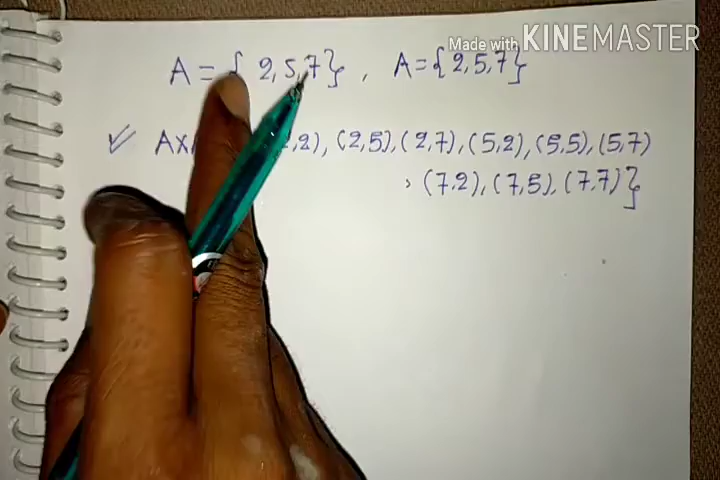 Made with KINEMASTER
A = { 2,5,7} , A={2,5,7}
AX ,2), (2,5), (2,7), (5,2), (5,5), (5,7)
, (7,2), (7,5), (7,7)}